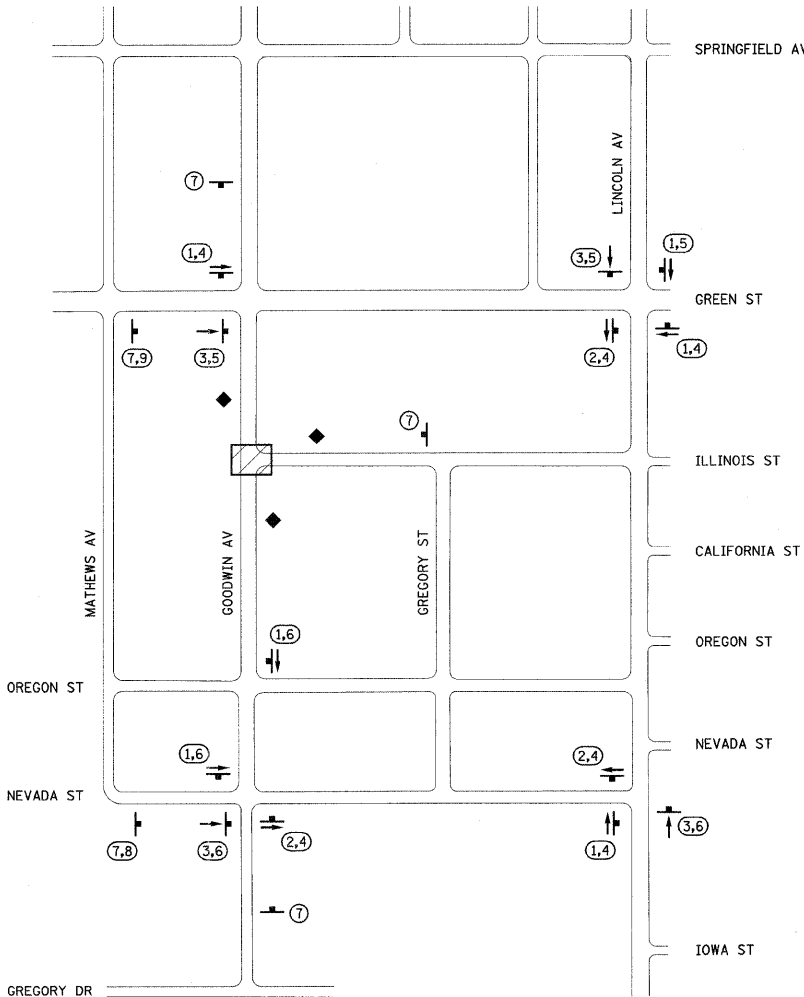 SPRINGFIELD AV
LINCOLN AV
7
1,4
3,5
1,5
GREEN ST
7,9
3,5
2,4
1,4
7
ILLINOIS ST
MATHEWS AV
GOODWIN AV
GREGORY ST
CALIFORNIA ST
1,6
OREGON ST
OREGON ST
1,6
2,4
NEVADA ST
NEVADA ST
7,8
3,6
2,4
1,4
3,6
7
IOWA ST
GREGORY DR